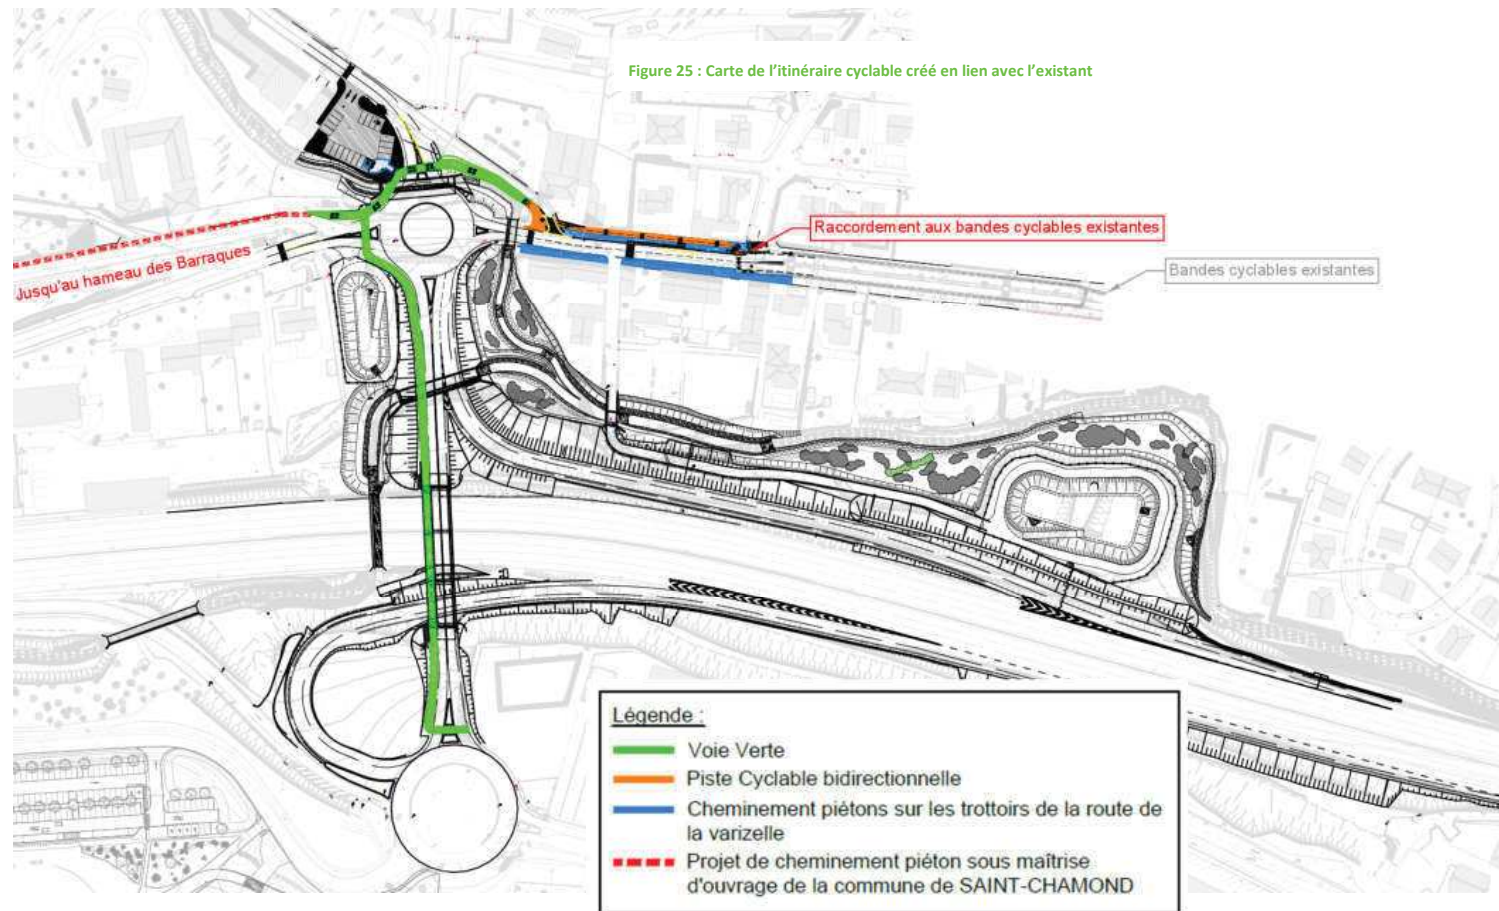 Figure 25 : Carte de l'itinéraire cyclable créé en lien avec l'existant
Raccordement aux bandes cyclables existantes
Bandes cyclables existantes
Jusqu'au hameau des Barraques
Légende :
Voie Verte
Piste Cyclable bidirectionnelle
Cheminement piétons sur les trottoirs de la route de
la varizelle
Projet de cheminement piéton sous maîtrise
d'ouvrage de la commune de SAINT-CHAMOND